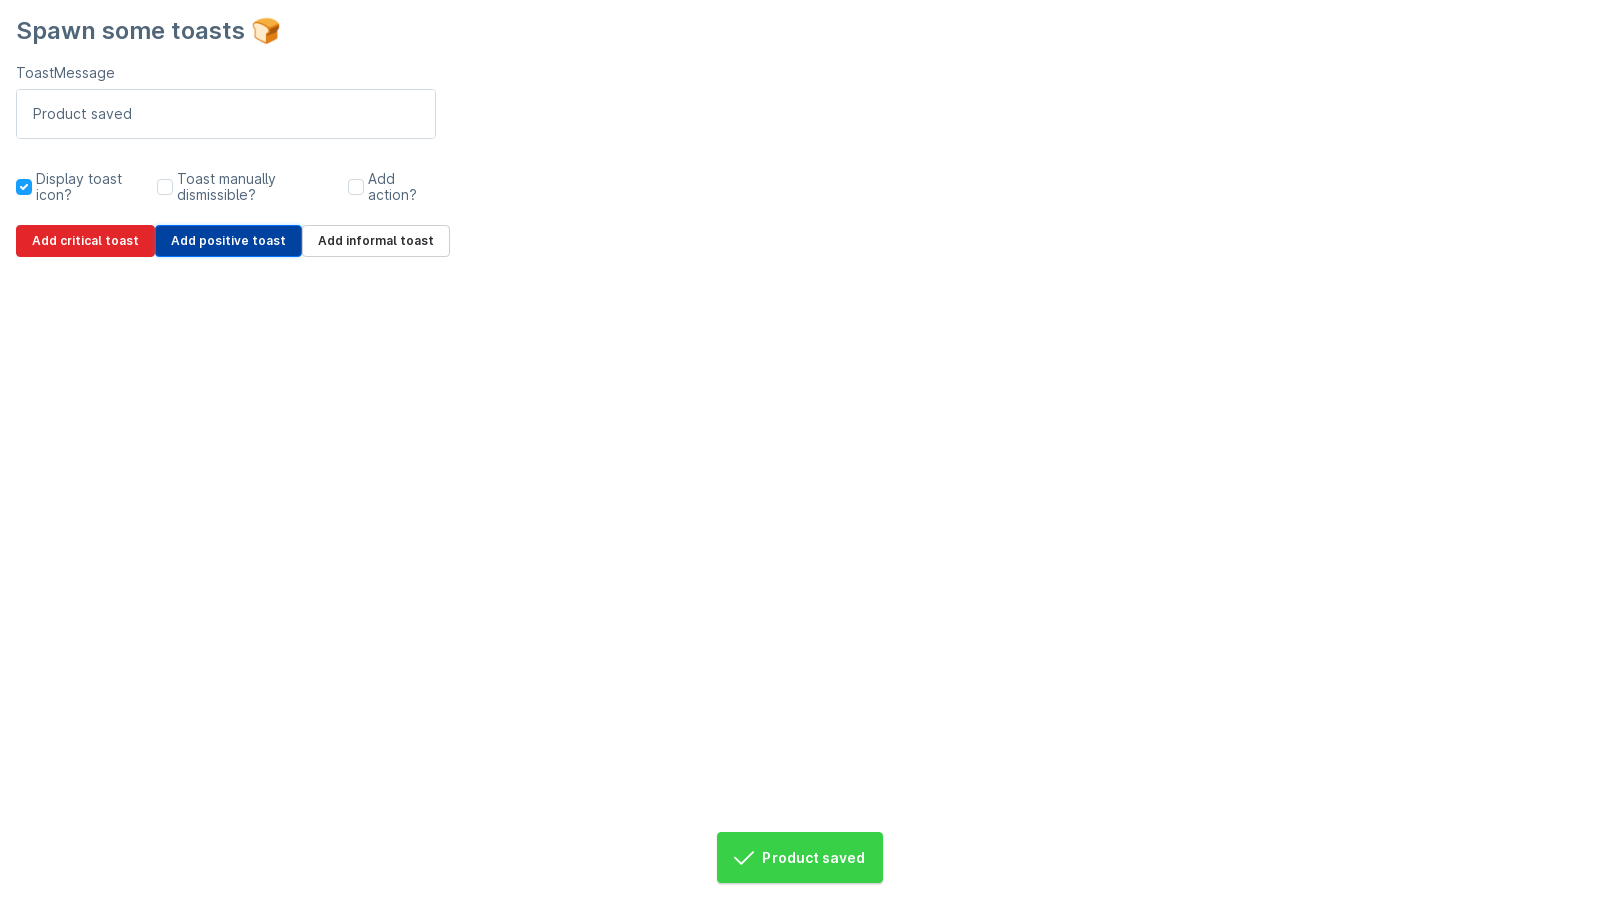 Spawn some toasts 🍞
ToastMessage
Product saved
Display toast icon?
Toast manually dismissible?
Add action?
Add critical toast
Add positive toast
Add informal toast
Product saved